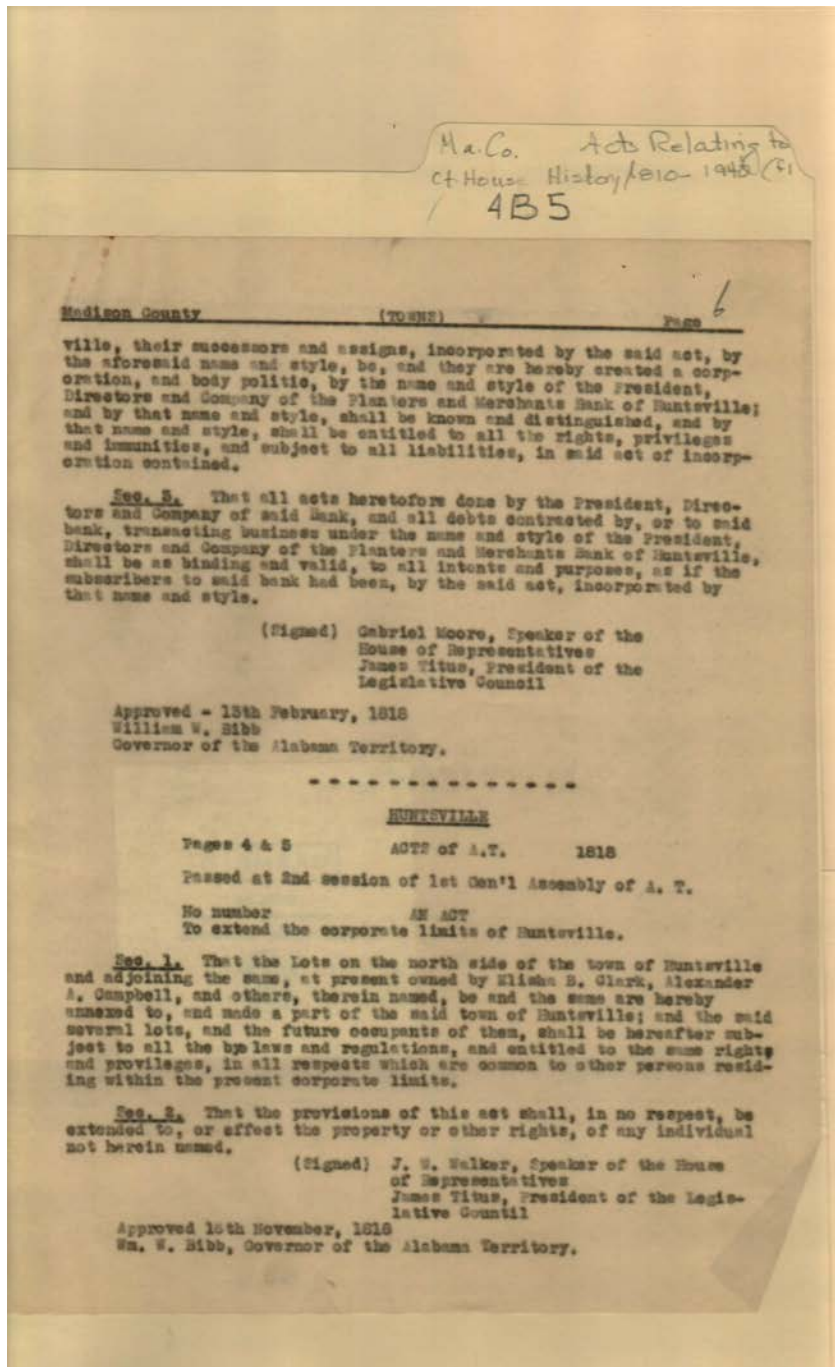 Ma.Co. Acts Relating to
Ct. House History 1810- 1948
4B5
6
Madison County (TOWNS) Page
ville, their successors and assigns, incorporated by the said act, by
the aforesaid name and style, be, and they are hereby created a corp-
oration, and body politic, by the name and style of the President,
Directors and Company of the Planters and Merchants Bank of Huntsville;
and by that name and style, shall be known and distinguished, and by
that name and style, shall be entitled to all the rights, privileges
and immunities, and subject to all liabilities, in said act of incorp-
oration contained.
Sec. 3. That all acts heretofore done by the President, Direc-
tors and Company of said Bank, and all debts contracted by, or to said
bank, transacting business under the name and style of the President,
Directors and Company of the Planters and Merchants Bank of Huntsville,
shall be as binding and valid, to all intents and purposes, as if the
subscribers to said bank had been, by the said act, incorporated by
that name and style.
(Signed) Gabriel Moore, Speaker of the
House of Representatives
James Titus, President of the
Legislative Council
Approved - 13th February, 1818
William W. Bibb
Governor of the Alabama Territory.
- - - - - - - - - - - - - -
HUNTSVILLE
Pages 4 & 5 ACTS of A.T. 1818
Passed at 2nd session of 1st Gen'l Assembly of A. T.
No number AN ACT
To extend the corporate limits of Huntsville.
Sec. 1. That the Lots on the north side of the town of Huntsville
and adjoining the same, at present owned by Elisha B. Clark, Alexander
A. Campbell, and others, therein named, be and the same are hereby
annexed to, and made a part of the said town of Huntsville; and the said
several lots, and the future occupants of them, shall be hereafter sub-
ject to all the bye laws and regulations, and entitled to the same rights
and provileges, in all respects which are common to other persons resid-
ing within the present corporate limits.
Sec. 2. That the provisions of this act shall, in no respect, be
extended to, or affect the property or other rights, of any individual
not herein named.
(Signed) J. W. Walker, Speaker of the House
of Representatives
James Titus, President of the Legis-
lative Countil
Approved November, 1818
Wm. W. Bibb, Governor of the Alabama Territory.